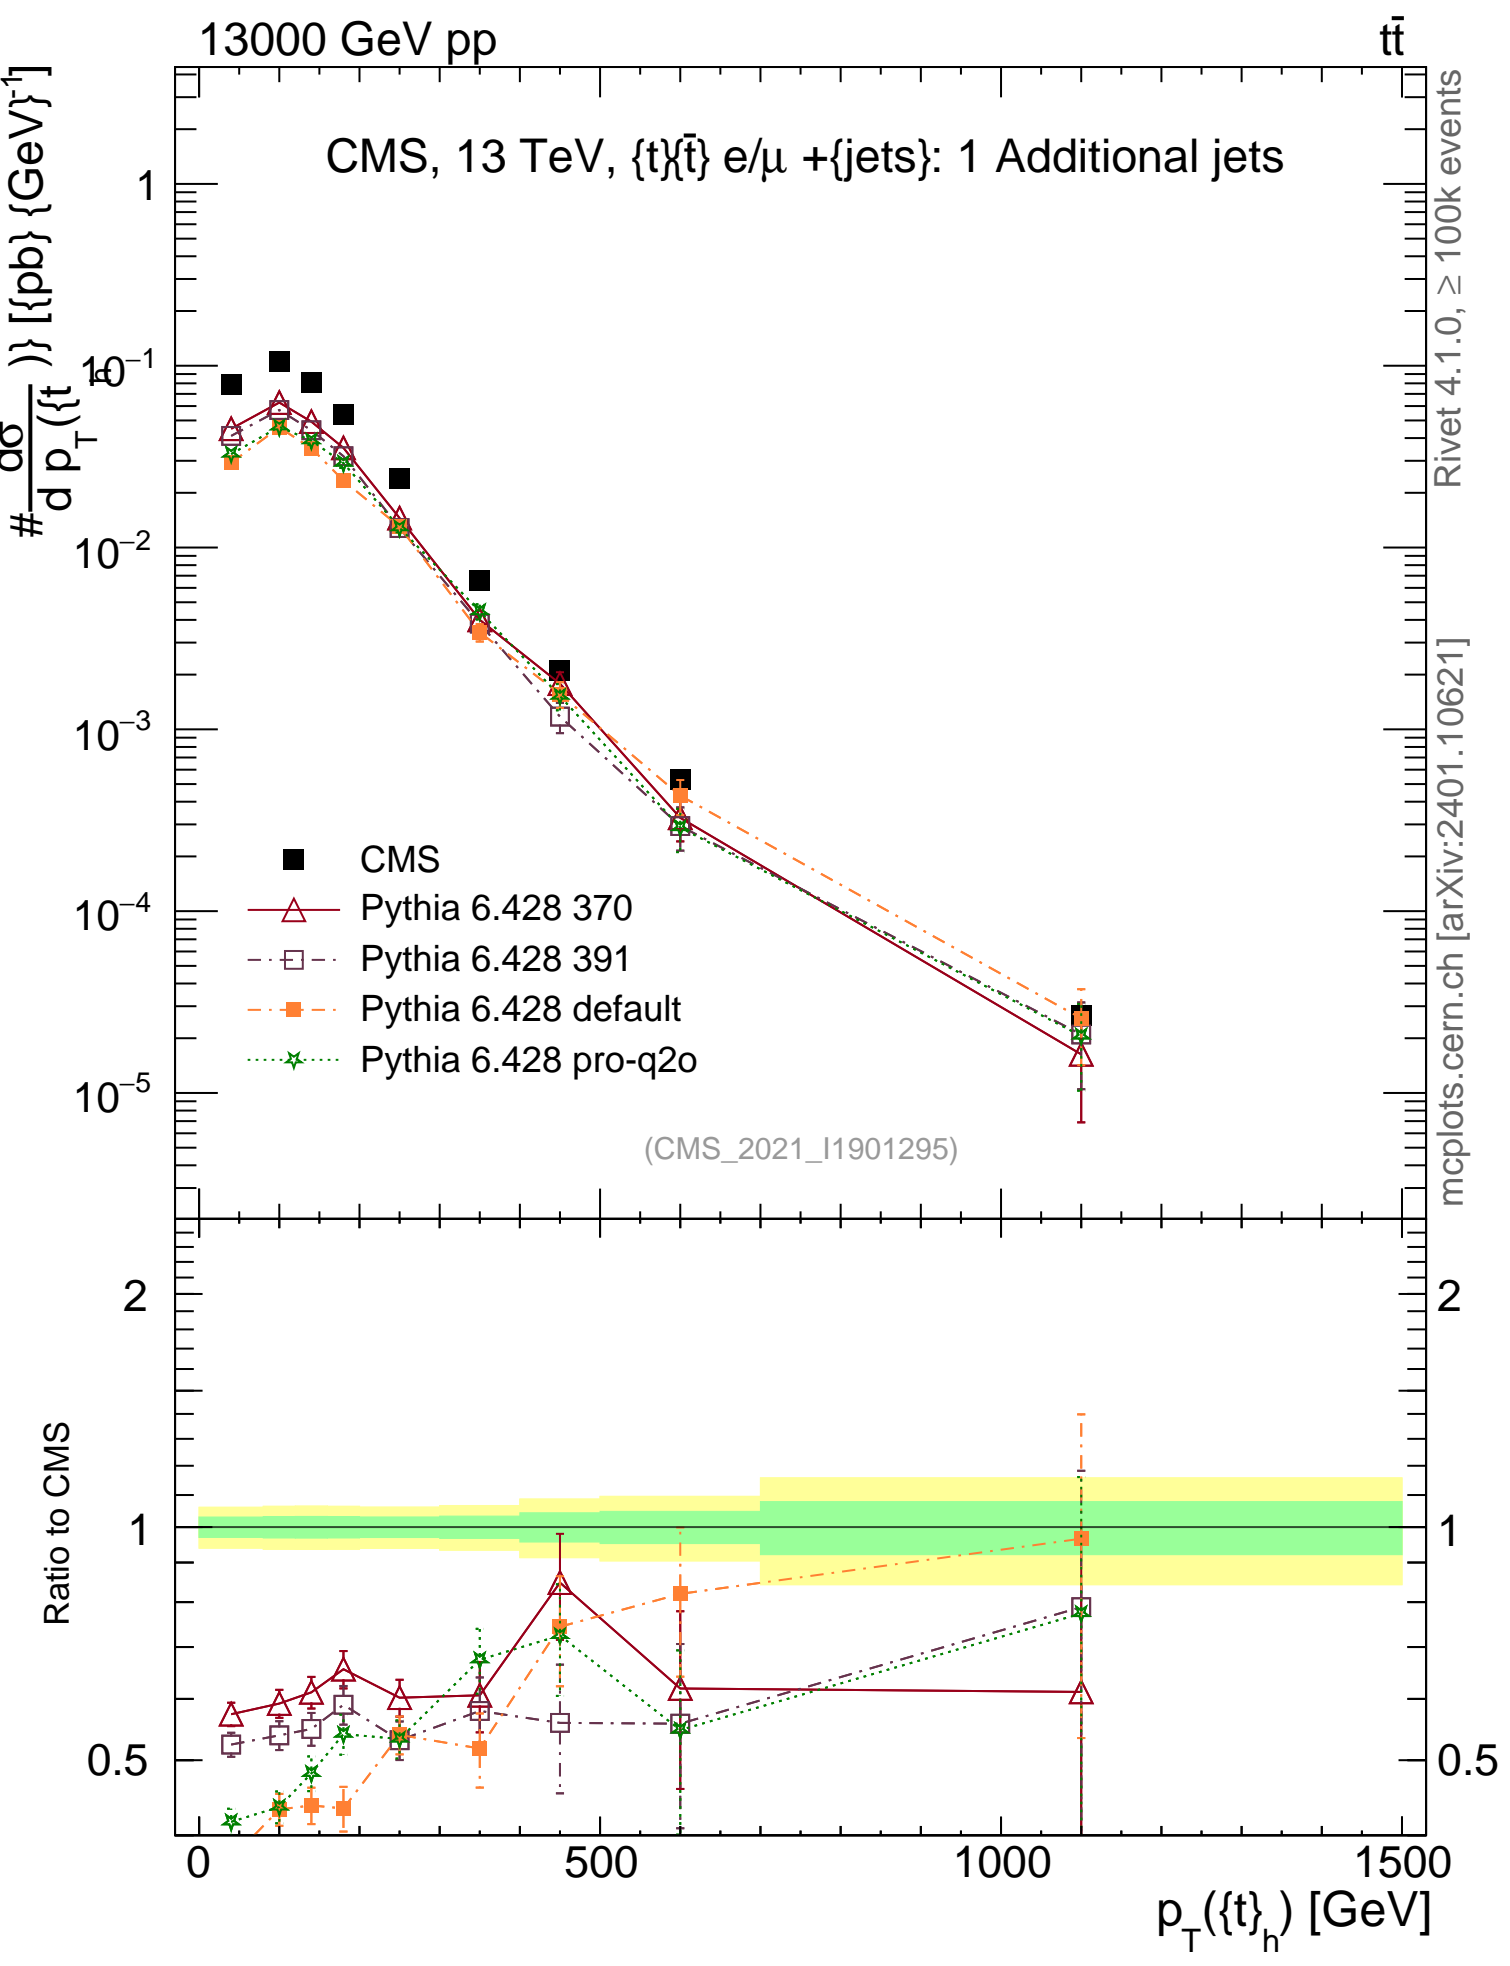 13000 GeV pp
tt̄
CMS, 13 TeV, {t}{t̄} e/μ +{jets}: 1 Additional jets
# dσ / d p_T({t}_h)} [{pb} {GeV}^-1]
1
10^−1
10^−2
10^−3
10^−4
10^−5
CMS
Pythia 6.428 370
Pythia 6.428 391
Pythia 6.428 default
Pythia 6.428 pro-q2o
(CMS_2021_I1901295)
Rivet 4.1.0, ≥ 100k events
mcplots.cern.ch [arXiv:2401.10621]
Ratio to CMS
2
1
0.5
2
1
0.5
0
500
1000
1500
p_T({t}_h) [GeV]